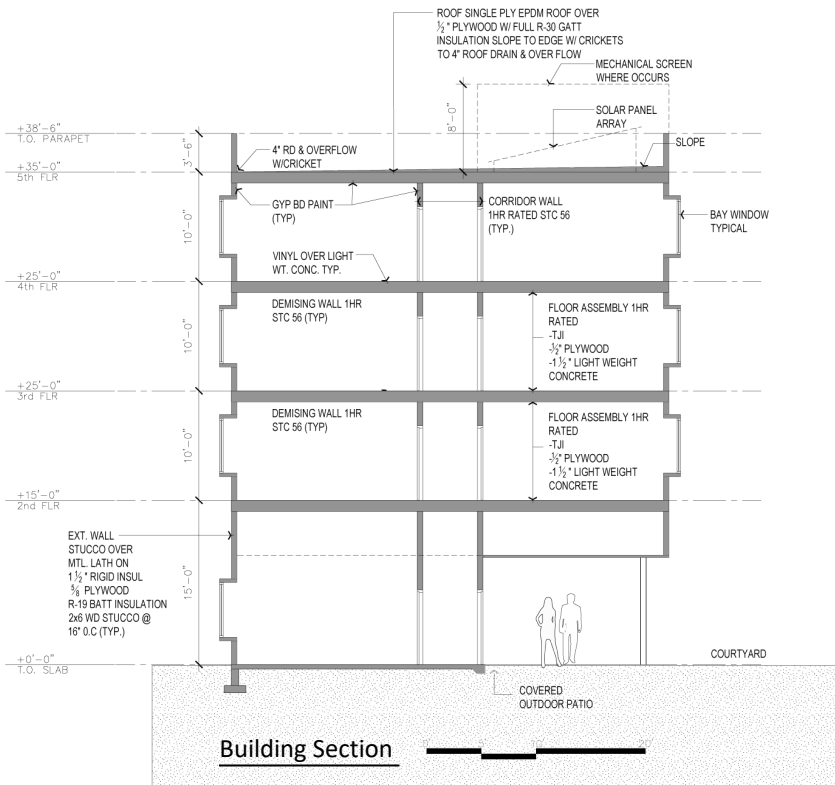 ROOF SINGLE PLY EPDM ROOF OVER
½" PLYWOOD W/ FULL R-30 GATT
INSULATION SLOPE TO EDGE W/ CRICKETS
TO 4" ROOF DRAIN & OVER FLOW
MECHANICAL SCREEN
WHERE OCCURS
8'-0"
SOLAR PANEL
ARRAY
+38'-6"
T.O. PARAPET
3'-6"
4" RD & OVERFLOW
W/CRICKET
SLOPE
+35'-0"
5th FLR
GYP BD PAINT
(TYP)
CORRIDOR WALL
1HR RATED STC 56
(TYP.)
BAY WINDOW
TYPICAL
10'-0"
VINYL OVER LIGHT
WT. CONC. TYP.
+25'-0"
4th FLR
DEMISING WALL 1HR
STC 56 (TYP)
FLOOR ASSEMBLY 1HR
RATED
-TJI
-½" PLYWOOD
-1 ½" LIGHT WEIGHT
CONCRETE
10'-0"
+25'-0"
3rd FLR
DEMISING WALL 1HR
STC 56 (TYP)
FLOOR ASSEMBLY 1HR
RATED
-TJI
-½" PLYWOOD
-1 ½" LIGHT WEIGHT
CONCRETE
10'-0"
+15'-0"
2nd FLR
EXT. WALL
STUCCO OVER
MTL. LATH ON
1 ½" RIGID INSUL
⅝ PLYWOOD
R-19 BATT INSULATION
2x6 WD STUCCO @
16" 0.C (TYP.)
15'-0"
+0'-0"
T.O. SLAB
COURTYARD
COVERED
OUTDOOR PATIO
Building Section